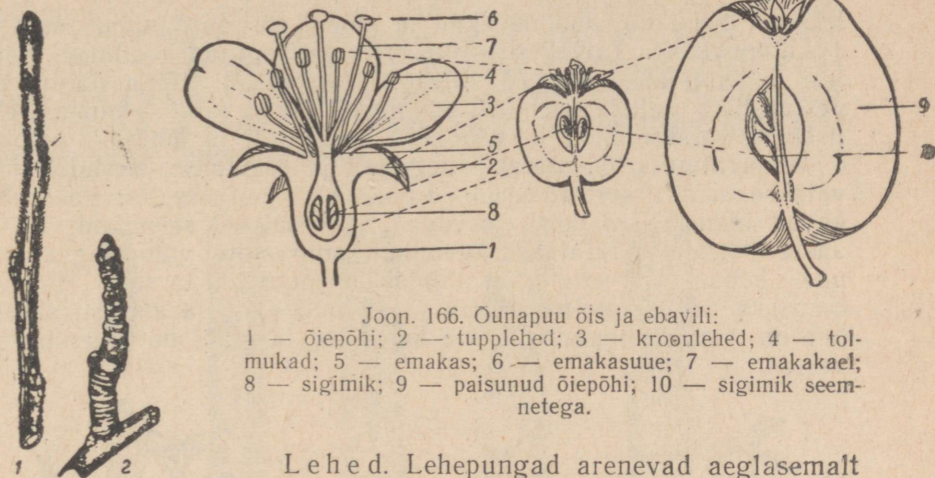 6
7
4
3
5
2
8
1
9
10
Joon. 166. Õunapuu õis ja ebavili:
1 — õiepõhi; 2 — tupplehed; 3 — kroonlehed; 4 — tol-
mukad; 5 — emakas; 6 — emakasuue; 7 — emakakael;
8 — sigimik; 9 — paisunud õiepõhi; 10 — sigimik seem-
netega.
1 2
Lehed. Lehepungad arenevad aeglasemalt